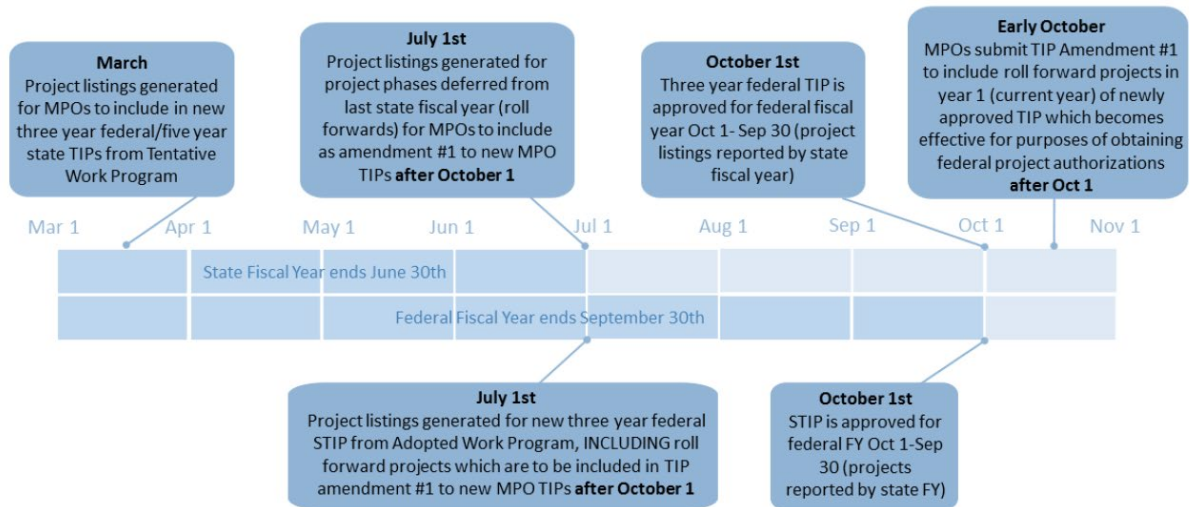 March
Project listings generated
for MPOs to include in new
three year federal/five year
state TIPs from Tentative
Work Program
July 1st
Project listings generated for
project phases deferred from
last state fiscal year (roll
forwards) for MPOs to include
as amendment #1 to new MPO
TIPs after October 1
October 1st
Three year federal TIP is
approved for federal fiscal
year Oct 1- Sep 30 (project
listings reported by state
fiscal year)
Early October
MPOs submit TIP Amendment #1
to include roll forward projects in
year 1 (current year) of newly
approved TIP which becomes
effective for purposes of obtaining
federal project authorizations
after Oct 1
Mar 1
Apr 1
May 1
Jun 1
Jul 1
Aug 1
Sep 1
Oct 1
Nov 1
State Fiscal Year ends June 30th
Federal Fiscal Year ends September 30th
July 1st
Project listings generated for new three year federal
STIP from Adopted Work Program, INCLUDING roll
forward projects which are to be included in TIP
amendment #1 to new MPO TIPs after October 1
October 1st
STIP is approved for
federal FY Oct 1-Sep
30 (projects
reported by state FY)